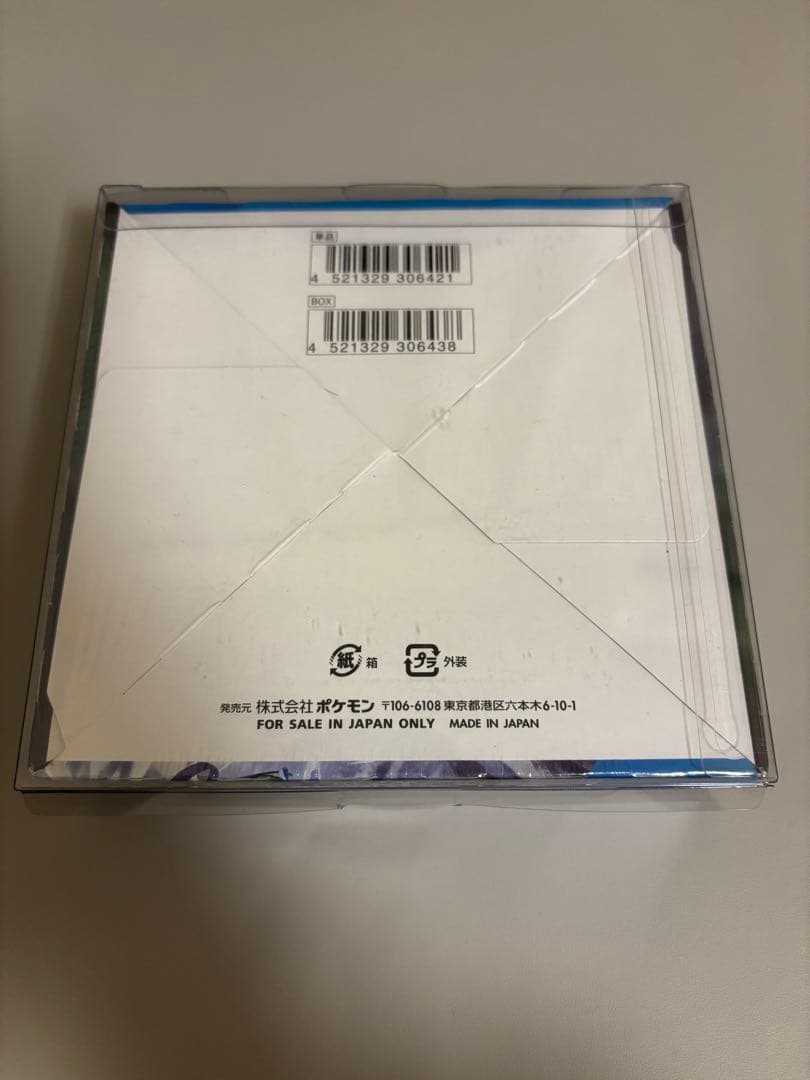 単品
4 521329 306421
BOX
4 521329 306438
紙 箱 プラ 外装
発売元 株式会社 ポケモン 〒106-6108 東京都港区六本木6-10-1
FOR SALE IN JAPAN ONLY MADE IN JAPAN